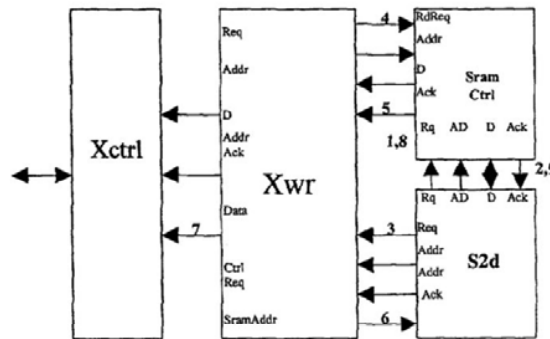 Xctrl
7
Req
Addr
D
Addr
Ack
Xwr
Data
Ctrl
Req
SramAddr
4
5
1,8
3
6
RdReq
Addr
D
Ack
Sram
Ctrl
Rq AD D Ack
2,9
Rq AD D Ack
Req
Addr
Addr
Ack
S2d